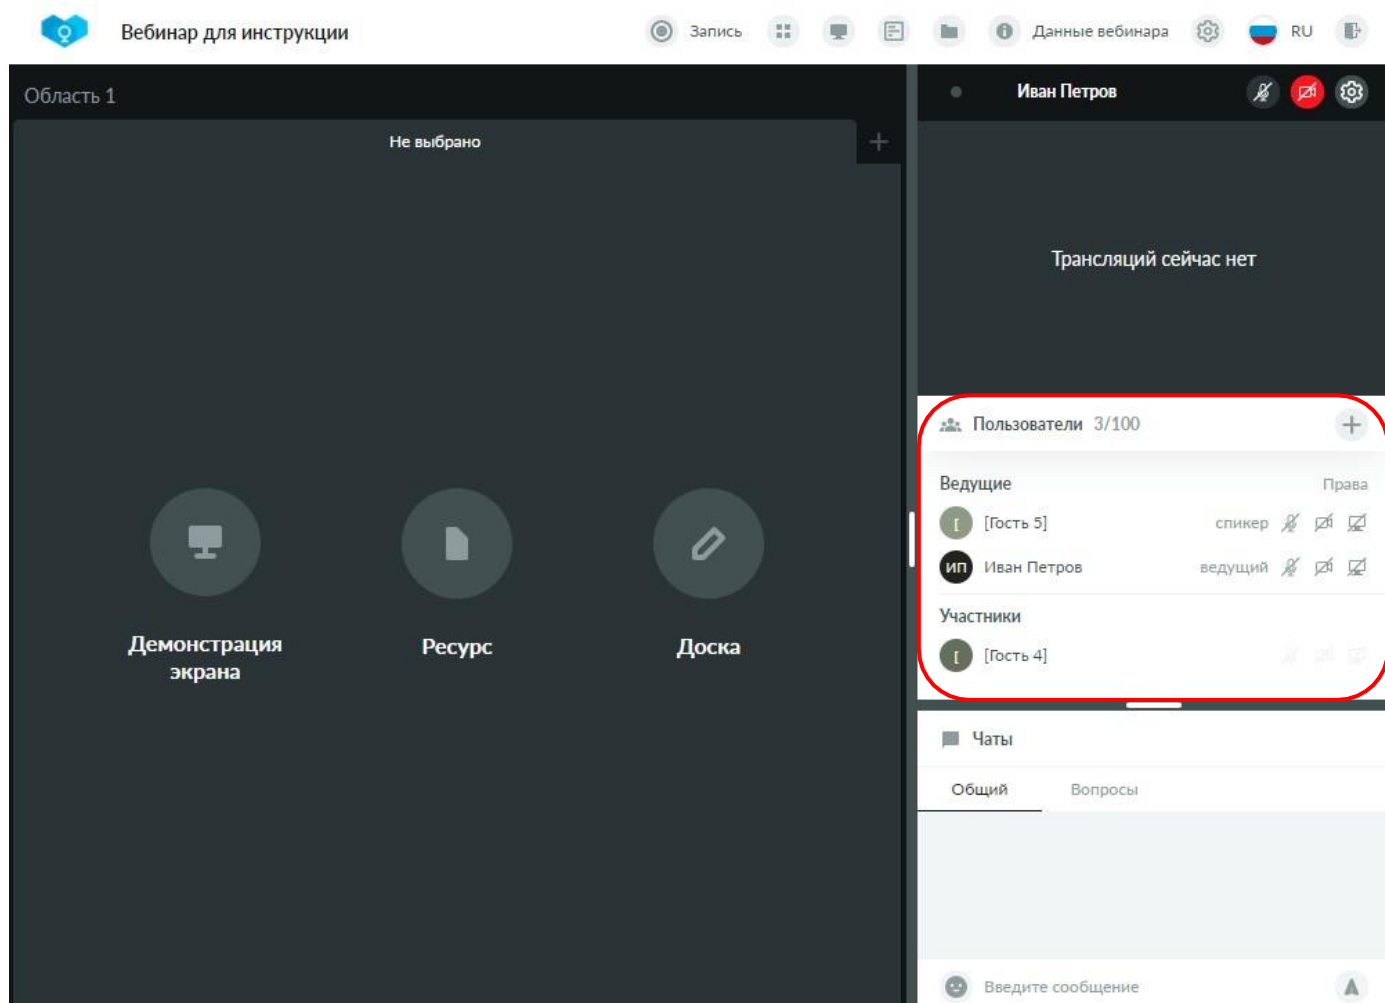 Вебинар для инструкции
Запись
Данные вебинара
RU
Область 1
Не выбрано
Демонстрация
экрана
Ресурс
Доска
Иван Петров
Трансляций сейчас нет
Пользователи 3/100
Ведущие Права
[ [Гость 5] спикер
ИП Иван Петров ведущий
Участники
[ [Гость 4]
Чаты
Общий Вопросы
Введите сообщение